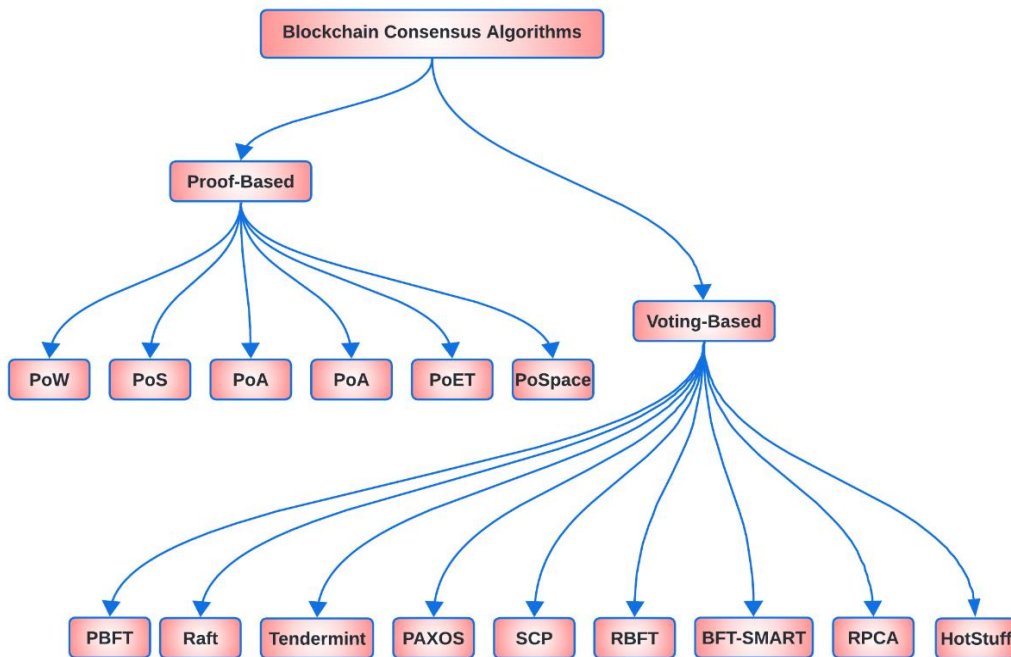 Blockchain Consensus Algorithms
Proof-Based
Voting-Based
PoW
PoS
PoA
PoA
PoET
PoSpace
PBFT
Raft
Tendermint
PAXOS
SCP
RBFT
BFT-SMART
RPCA
HotStuff